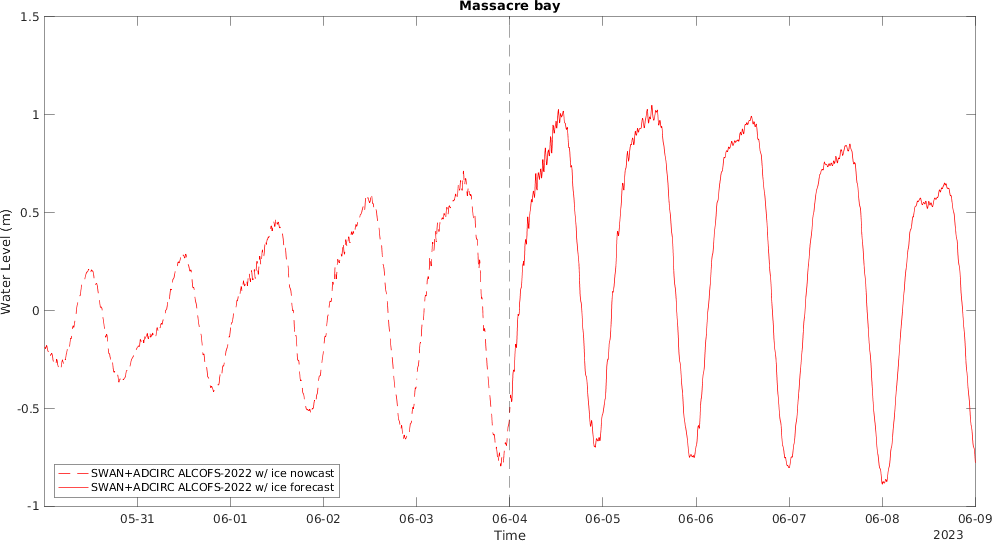 Massacre bay
1.5
1
0.5
0
-0.5
-1
Water Level (m)
SWAN+ADCIRC ALCOFS-2022 w/ ice nowcast
SWAN+ADCIRC ALCOFS-2022 w/ ice forecast
05-31 06-01 06-02 06-03 06-04 06-05 06-06 06-07 06-08 06-09
Time
2023